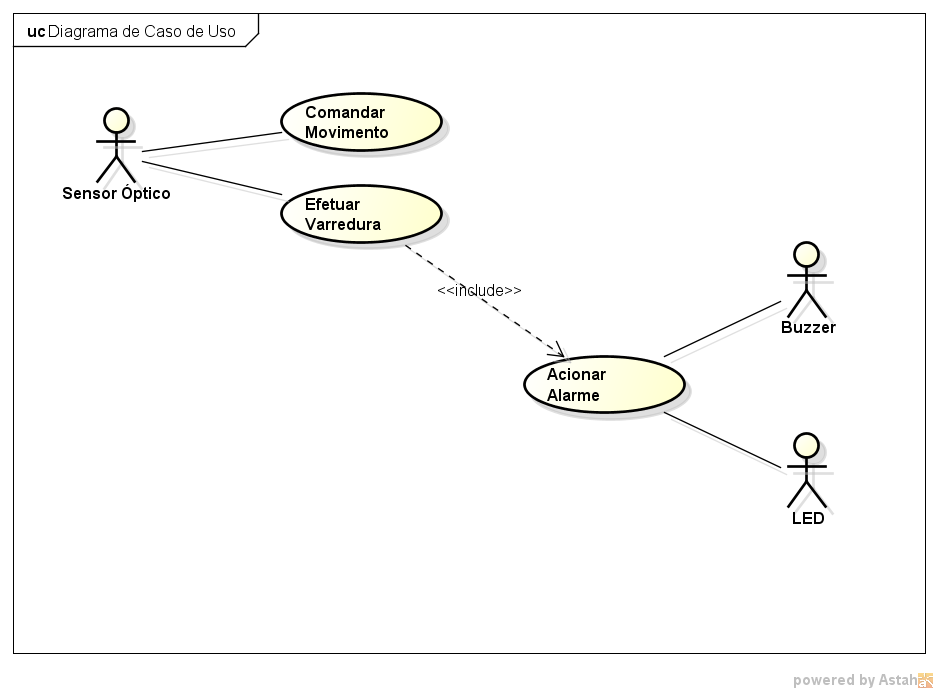 uc Diagrama de Caso de Uso
Comandar
Movimento
Sensor Óptico
Efetuar
Varredura
<<include>>
Buzzer
Acionar
Alarme
LED
powered by Astah